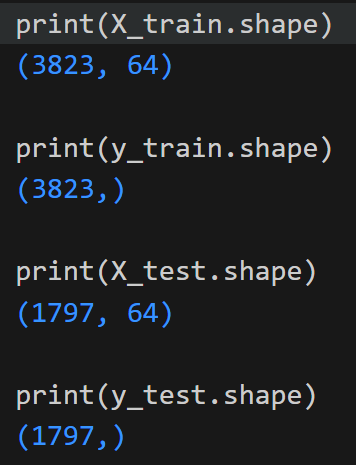 print(X_train.shape)
(3823, 64)
print(y_train.shape)
(3823,)
print(X_test.shape)
(1797, 64)
print(y_test.shape)
(1797,)